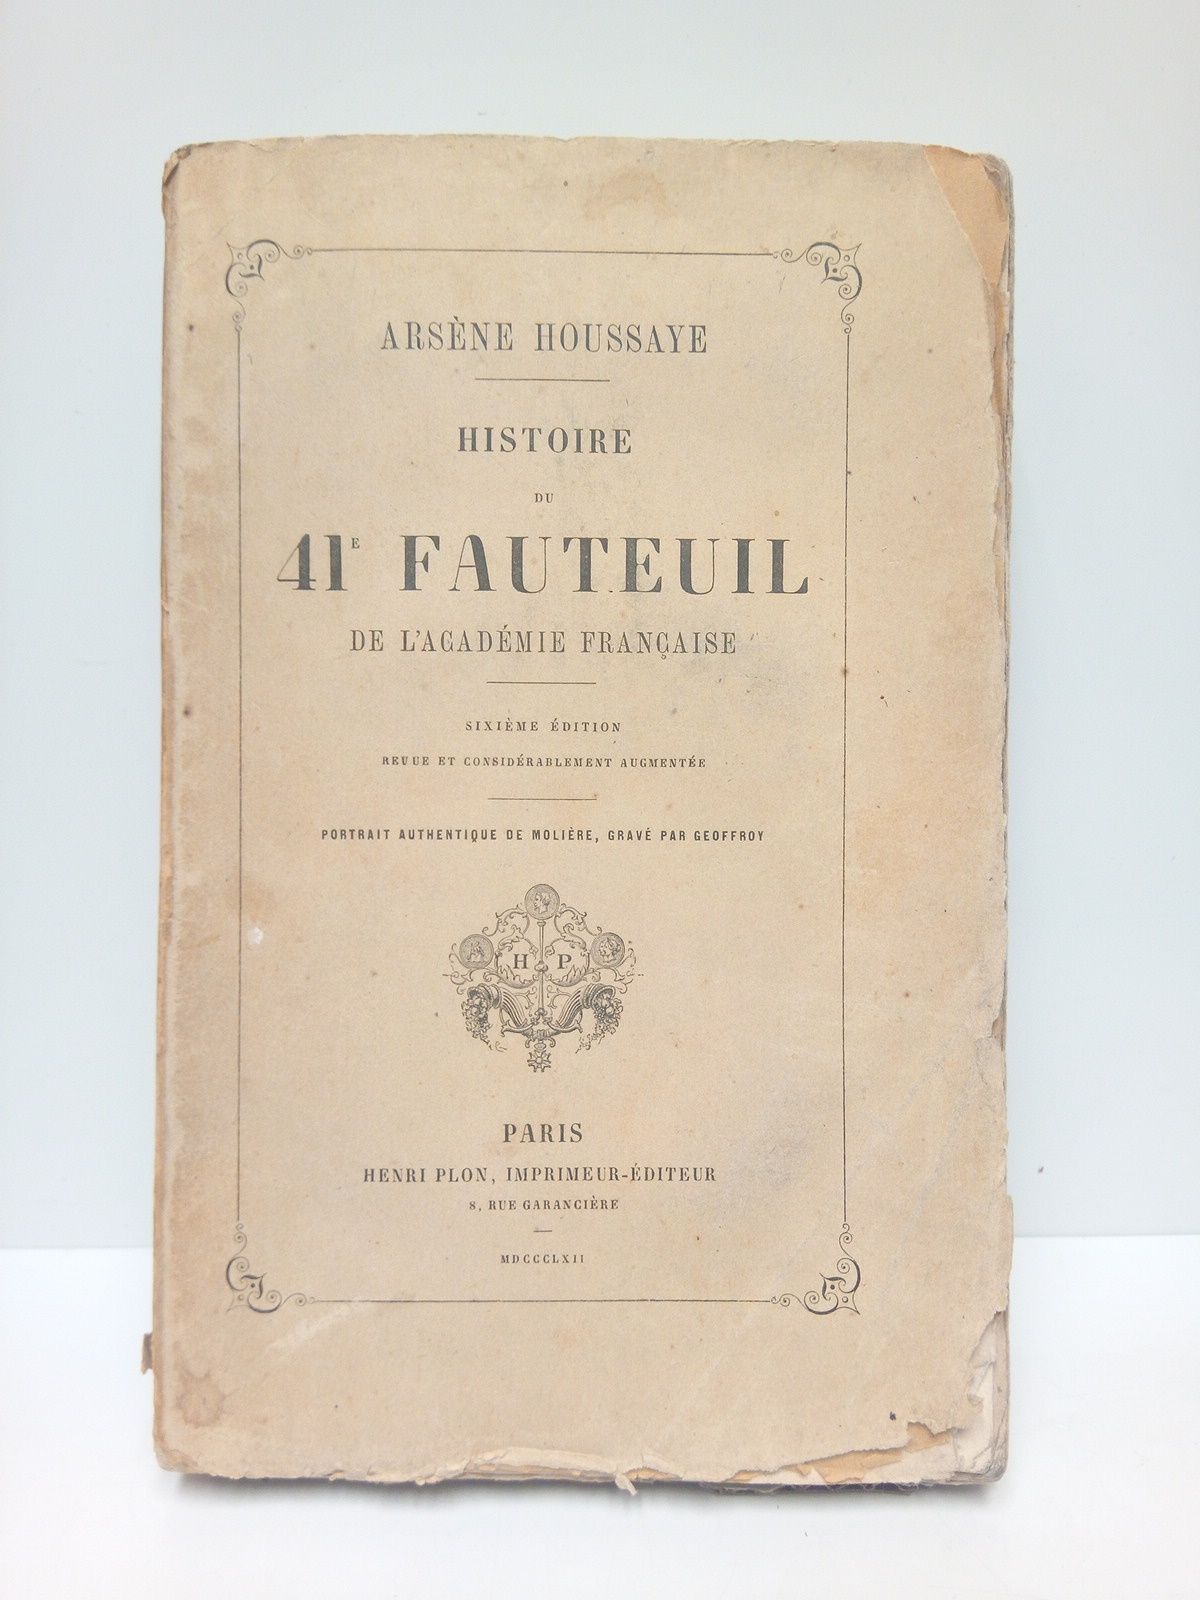 ARSÈNE HOUSSAYE
HISTOIRE
DU
41E FAUTEUIL
DE L'ACADÉMIE FRANÇAISE
SIXIÈME ÉDITION
REVUE ET CONSIDÉRABLEMENT AUGMENTÉE
PORTRAIT AUTHENTIQUE DE MOLIÈRE, GRAVÉ PAR GEOFFROY
H P
PARIS
HENRI PLON, IMPRIMEUR-ÉDITEUR
8, RUE GARANCIÈRE
MDCCCLXII